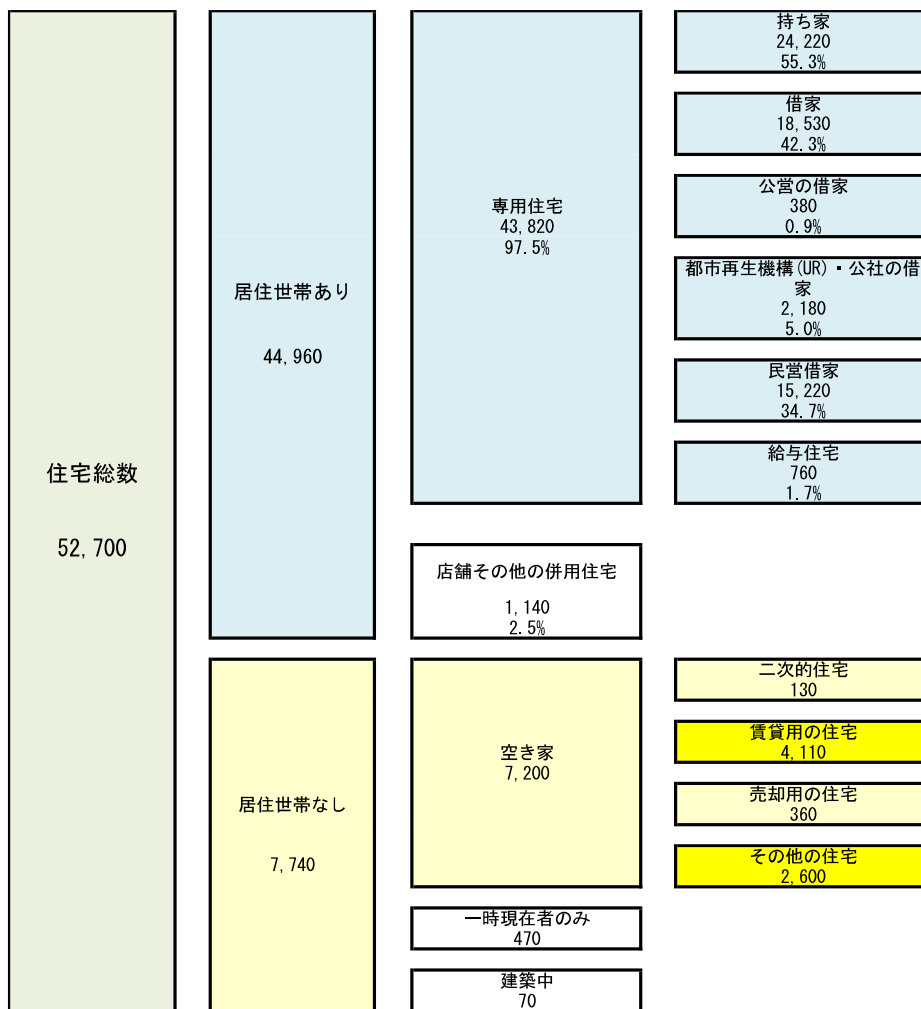 住宅総数
52,700
居住世帯あり
44,960
専用住宅
43,820
97.5%
持ち家
24,220
55.3%
借家
18,530
42.3%
公営の借家
380
0.9%
都市再生機構(UR)・公社の借
家
2,180
5.0%
民営借家
15,220
34.7%
給与住宅
760
1.7%
店舗その他の併用住宅
1,140
2.5%
居住世帯なし
7,740
空き家
7,200
二次的住宅
130
賃貸用の住宅
4,110
売却用の住宅
360
その他の住宅
2,600
一時現在者のみ
470
建築中
70